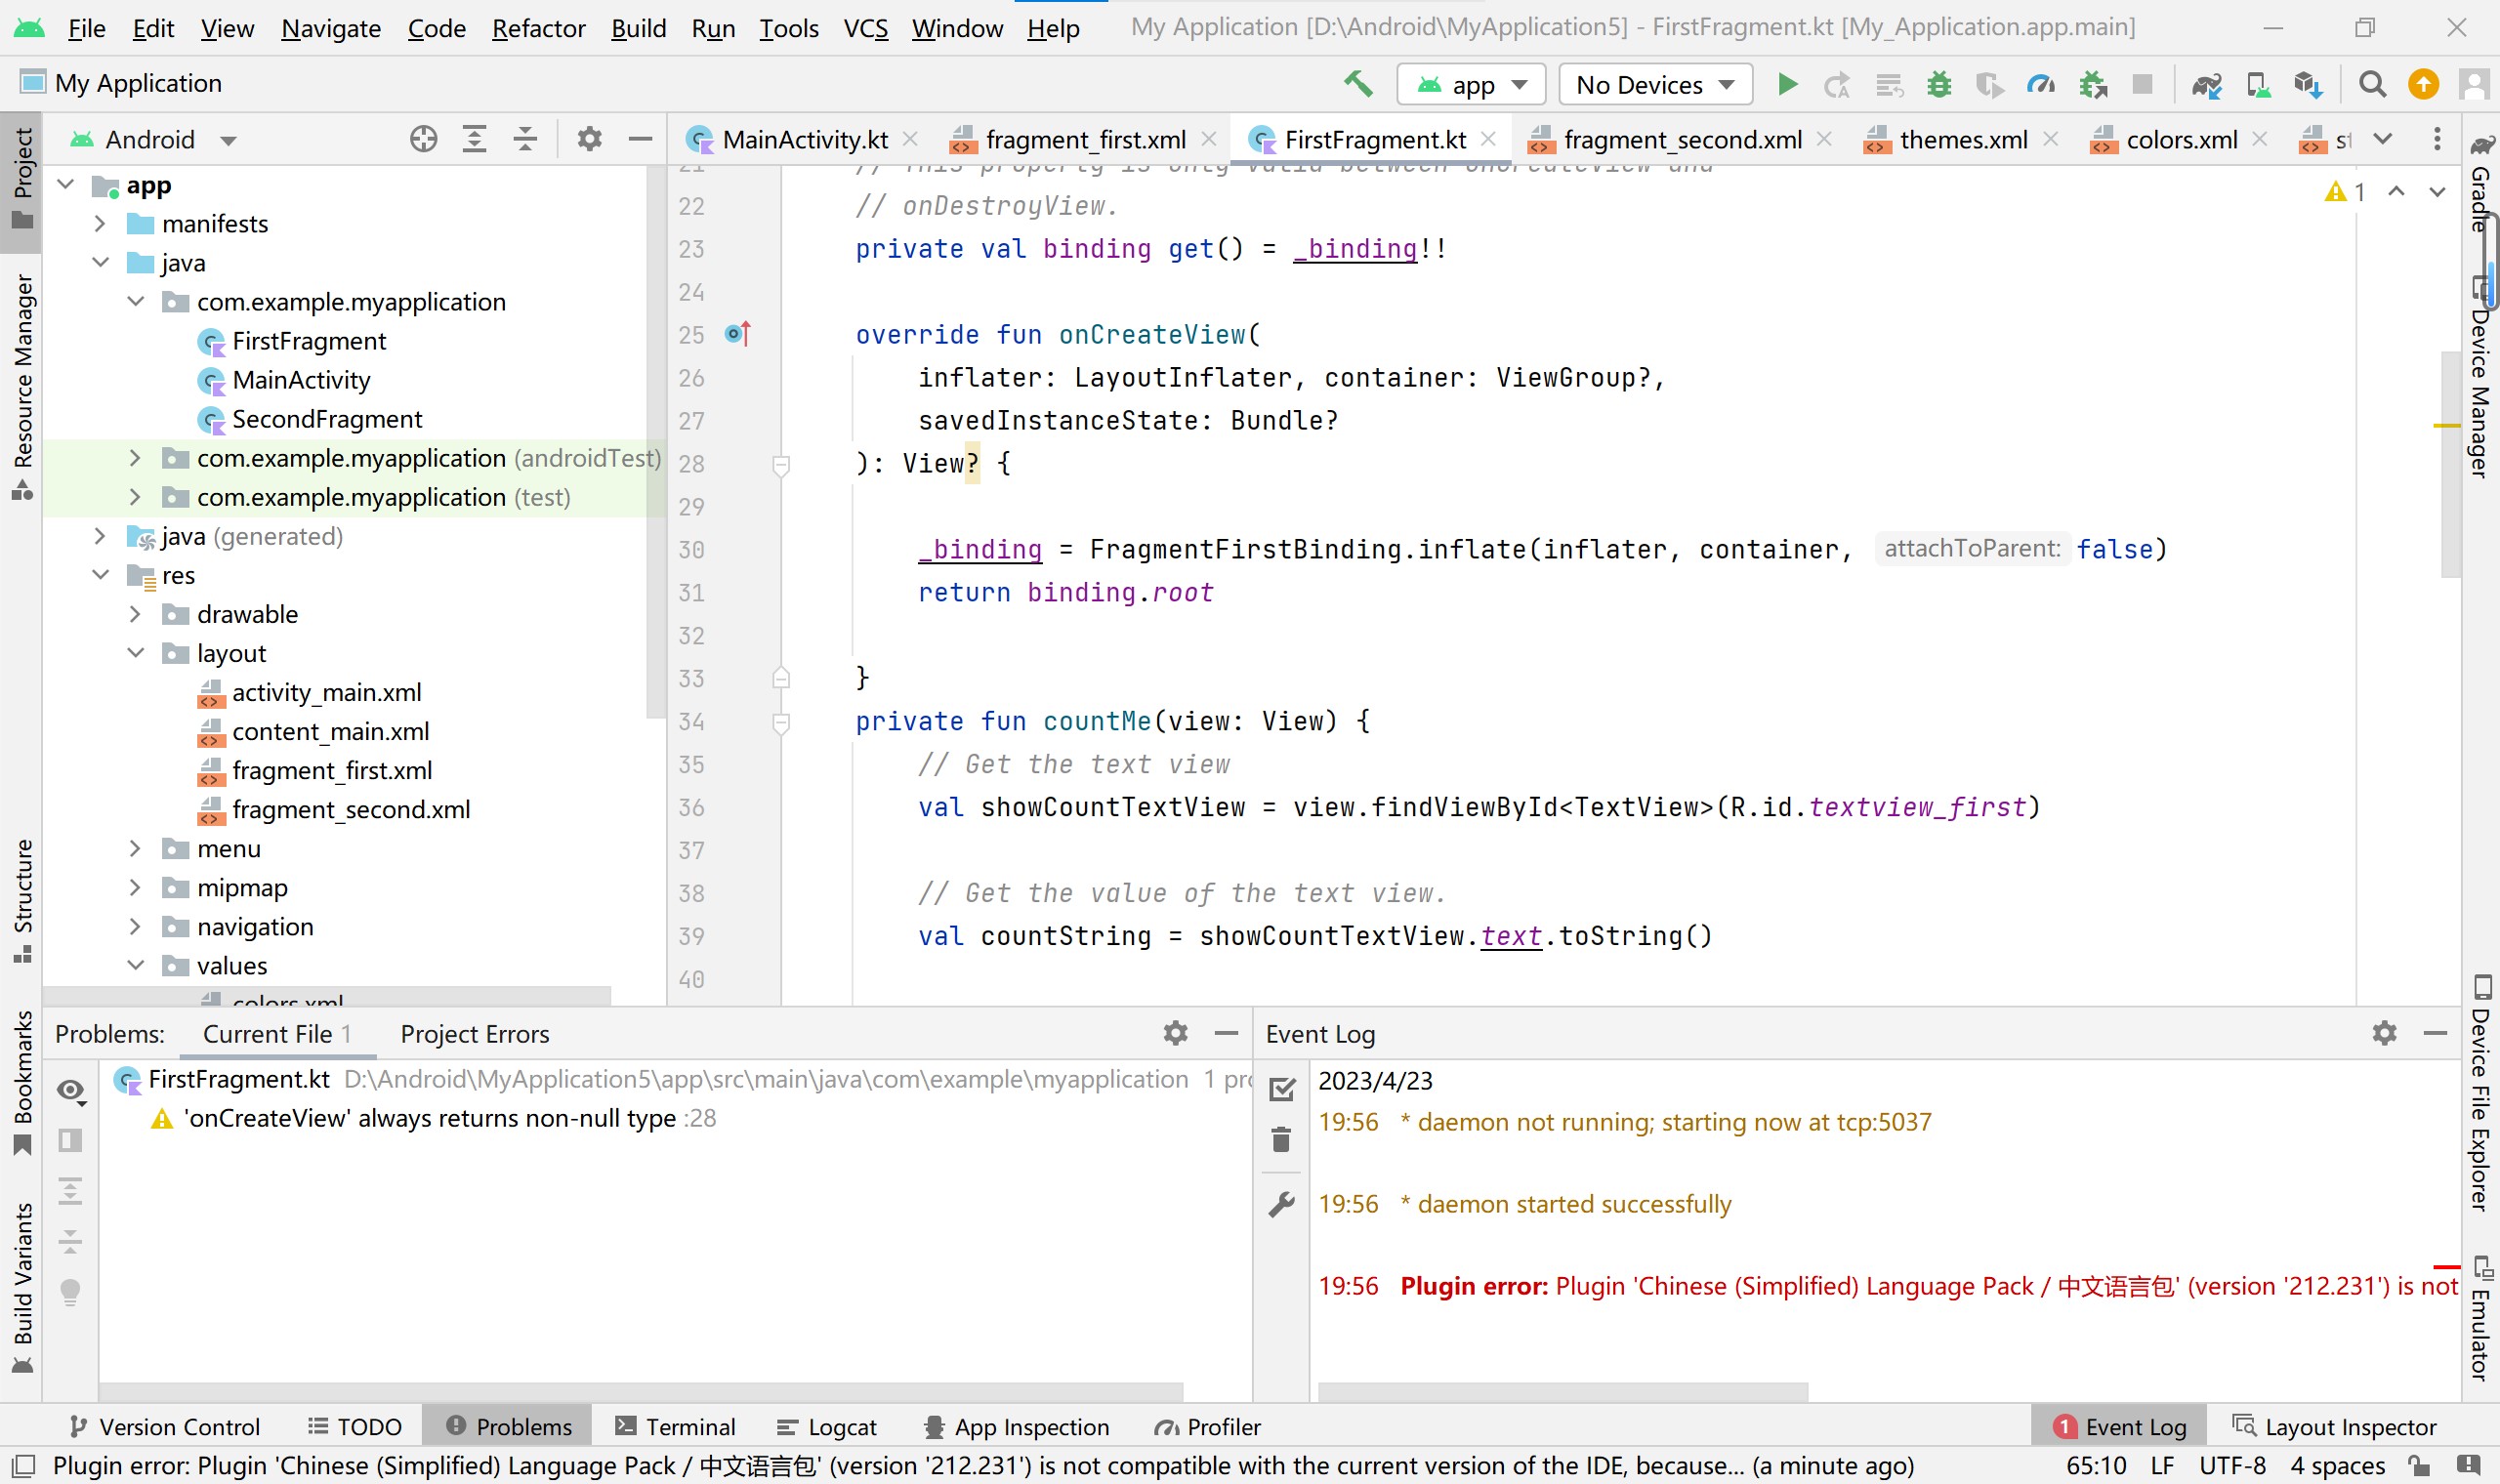 File Edit View Navigate Code Refactor Build Run Tools VCS Window Help My Application [D:\Android\MyApplication5] - FirstFragment.kt [My_Application.app.main]
My Application app No Devices
Android MainActivity.kt fragment_first.xml FirstFragment.kt fragment_second.xml themes.xml colors.xml
Project
Resource Manager
Structure
Bookmarks
Build Variants
app
manifests
java
com.example.myapplication
FirstFragment
MainActivity
SecondFragment
com.example.myapplication (androidTest)
com.example.myapplication (test)
java (generated)
res
drawable
layout
activity_main.xml
content_main.xml
fragment_first.xml
fragment_second.xml
menu
mipmap
navigation
values
colors.xml
21 // This property is only valid between onCreateView and
22 // onDestroyView.
23 private val binding get() = _binding!!
24
25 override fun onCreateView(
26 inflater: LayoutInflater, container: ViewGroup?,
27 savedInstanceState: Bundle?
28 ): View? {
29
30 _binding = FragmentFirstBinding.inflate(inflater, container, attachToParent: false)
31 return binding.root
32
33 }
34 private fun countMe(view: View) {
35 // Get the text view
36 val showCountTextView = view.findViewById<TextView>(R.id.textview_first)
37
38 // Get the value of the text view.
39 val countString = showCountTextView.text.toString()
40
1
Gradle
Device Manager
Device File Explorer
Emulator
Problems: Current File 1 Project Errors
FirstFragment.kt D:\Android\MyApplication5\app\src\main\java\com\example\myapplication 1
'onCreateView' always returns non-null type :28
Event Log
2023/4/23
19:56 * daemon not running; starting now at tcp:5037
19:56 * daemon started successfully
19:56 Plugin error: Plugin 'Chinese (Simplified) Language Pack / 中文语言包' (version '212.231') is not
Version Control TODO Problems Terminal Logcat App Inspection Profiler 1 Event Log Layout Inspector
Plugin error: Plugin 'Chinese (Simplified) Language Pack / 中文语言包' (version '212.231') is not compatible with the current version of the IDE, because... (a minute ago) 65:10 LF UTF-8 4 spaces